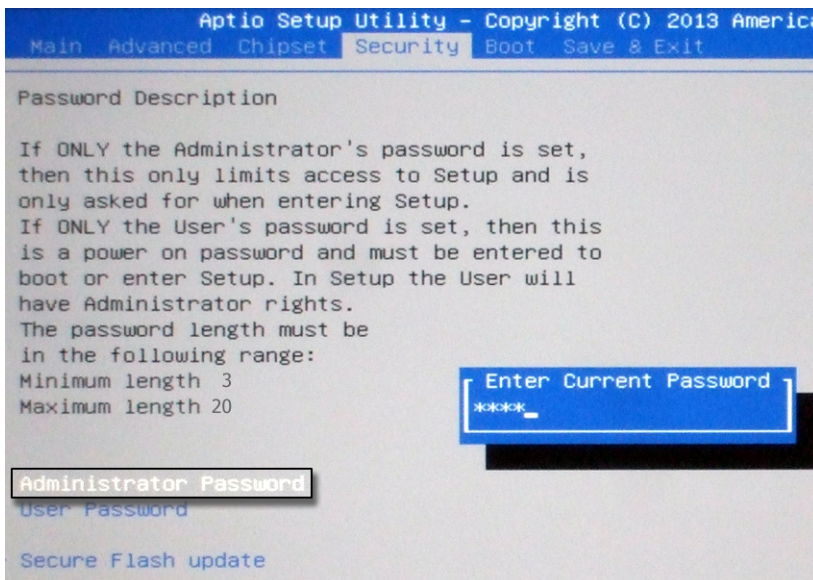 Aptio Setup Utility – Copyright (C) 2013 America
Main Advanced Chipset Security Boot Save & Exit
Password Description
If ONLY the Administrator's password is set,
then this only limits access to Setup and is
only asked for when entering Setup.
If ONLY the User's password is set, then this
is a power on password and must be entered to
boot or enter Setup. In Setup the User will
have Administrator rights.
The password length must be
in the following range:
Minimum length 3
Maximum length 20
Enter Current Password
****_
Administrator Password
User Password
Secure Flash update